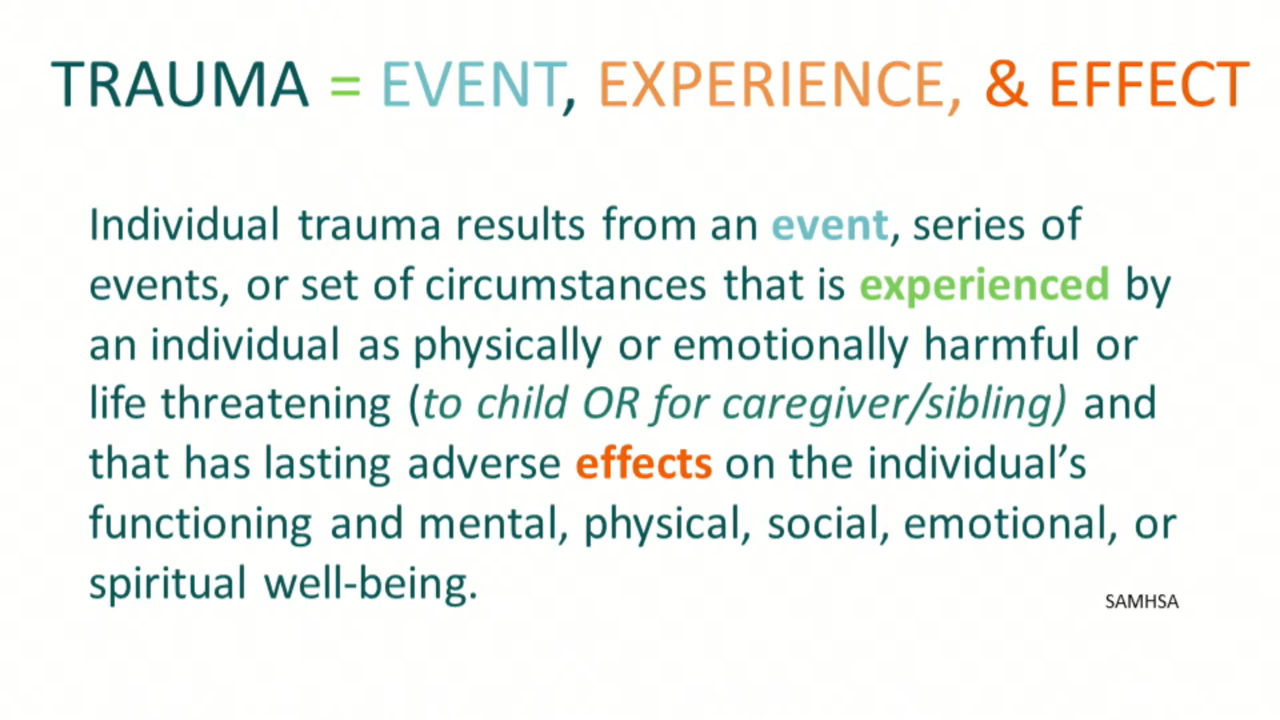 TRAUMA = EVENT, EXPERIENCE, & EFFECT
Individual trauma results from an event, series of
events, or set of circumstances that is experienced by
an individual as physically or emotionally harmful or
life threatening (to child OR for caregiver/sibling) and
that has lasting adverse effects on the individual’s
functioning and mental, physical, social, emotional, or
spiritual well-being.
SAMHSA